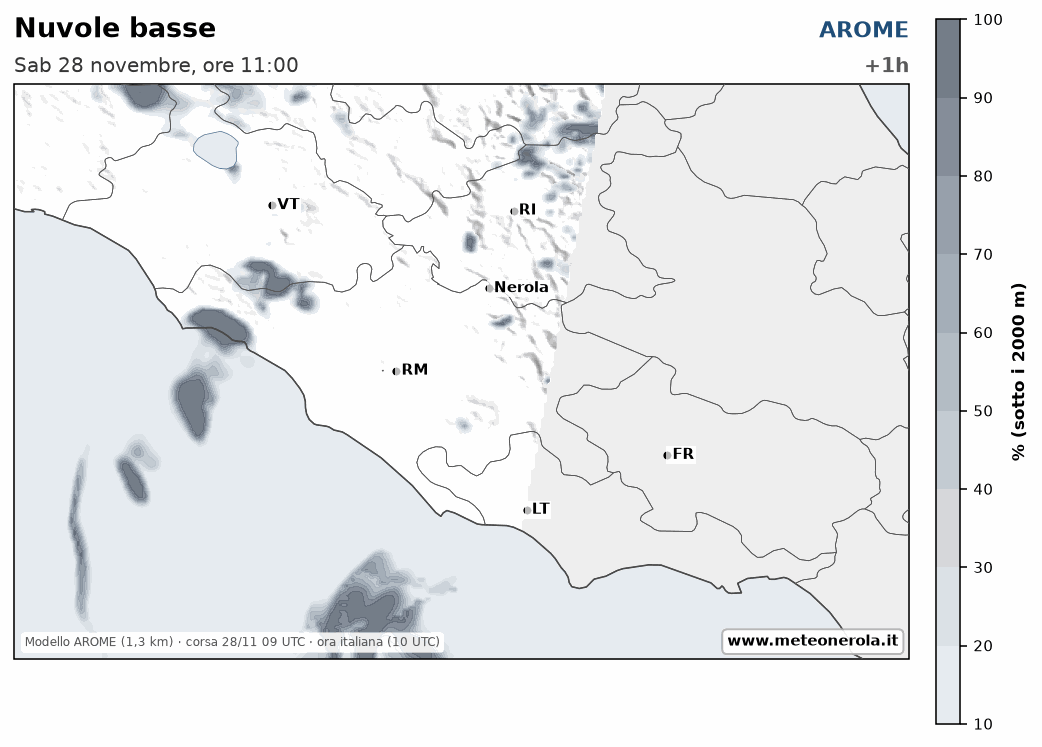 Nuvole basse
AROME
Sab 28 novembre, ore 11:00
+1h
100
90
80
70
60
50
40
30
20
10
% (sotto i 2000 m)
VT
RI
Nerola
RM
FR
LT
Modello AROME (1,3 km) · corsa 28/11 09 UTC · ora italiana (10 UTC)
www.meteonerola.it